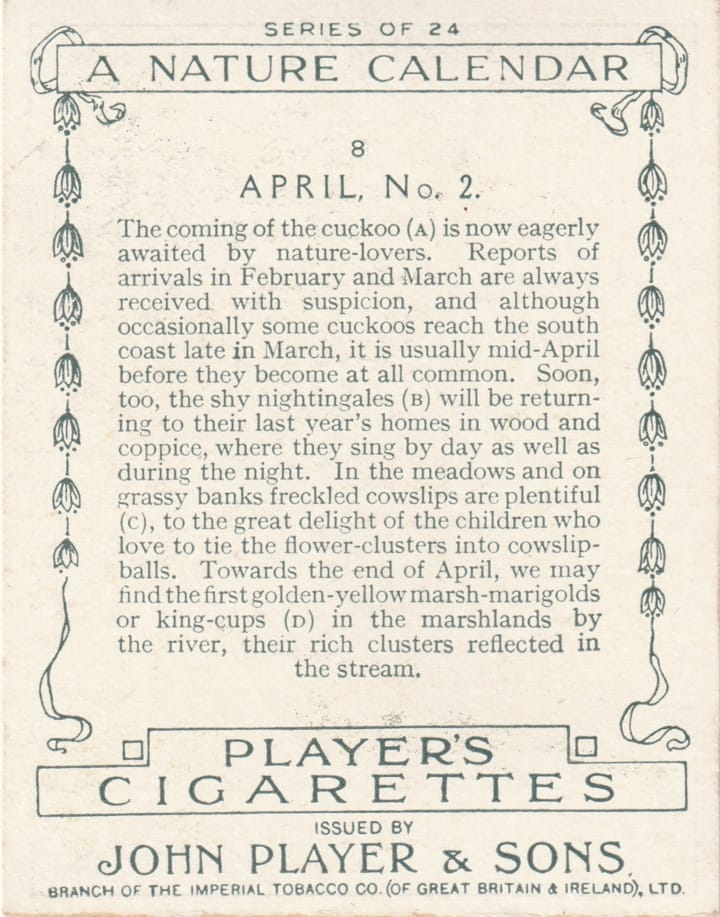 SERIES OF 24
A NATURE CALENDAR
8
APRIL, No. 2.
The coming of the cuckoo (A) is now eagerly
awaited by nature-lovers. Reports of
arrivals in February and March are always
received with suspicion, and although
occasionally some cuckoos reach the south
coast late in March, it is usually mid-April
before they become at all common. Soon,
too, the shy nightingales (B) will be return-
ing to their last year's homes in wood and
coppice, where they sing by day as well as
during the night. In the meadows and on
grassy banks freckled cowslips are plentiful
(C), to the great delight of the children who
love to tie the flower-clusters into cowslip-
balls. Towards the end of April, we may
find the first golden-yellow marsh-marigolds
or king-cups (D) in the marshlands by
the river, their rich clusters reflected in
the stream.
PLAYER'S
CIGARETTES
ISSUED BY
JOHN PLAYER & SONS,
BRANCH OF THE IMPERIAL TOBACCO CO. (OF GREAT BRITAIN & IRELAND), LTD.